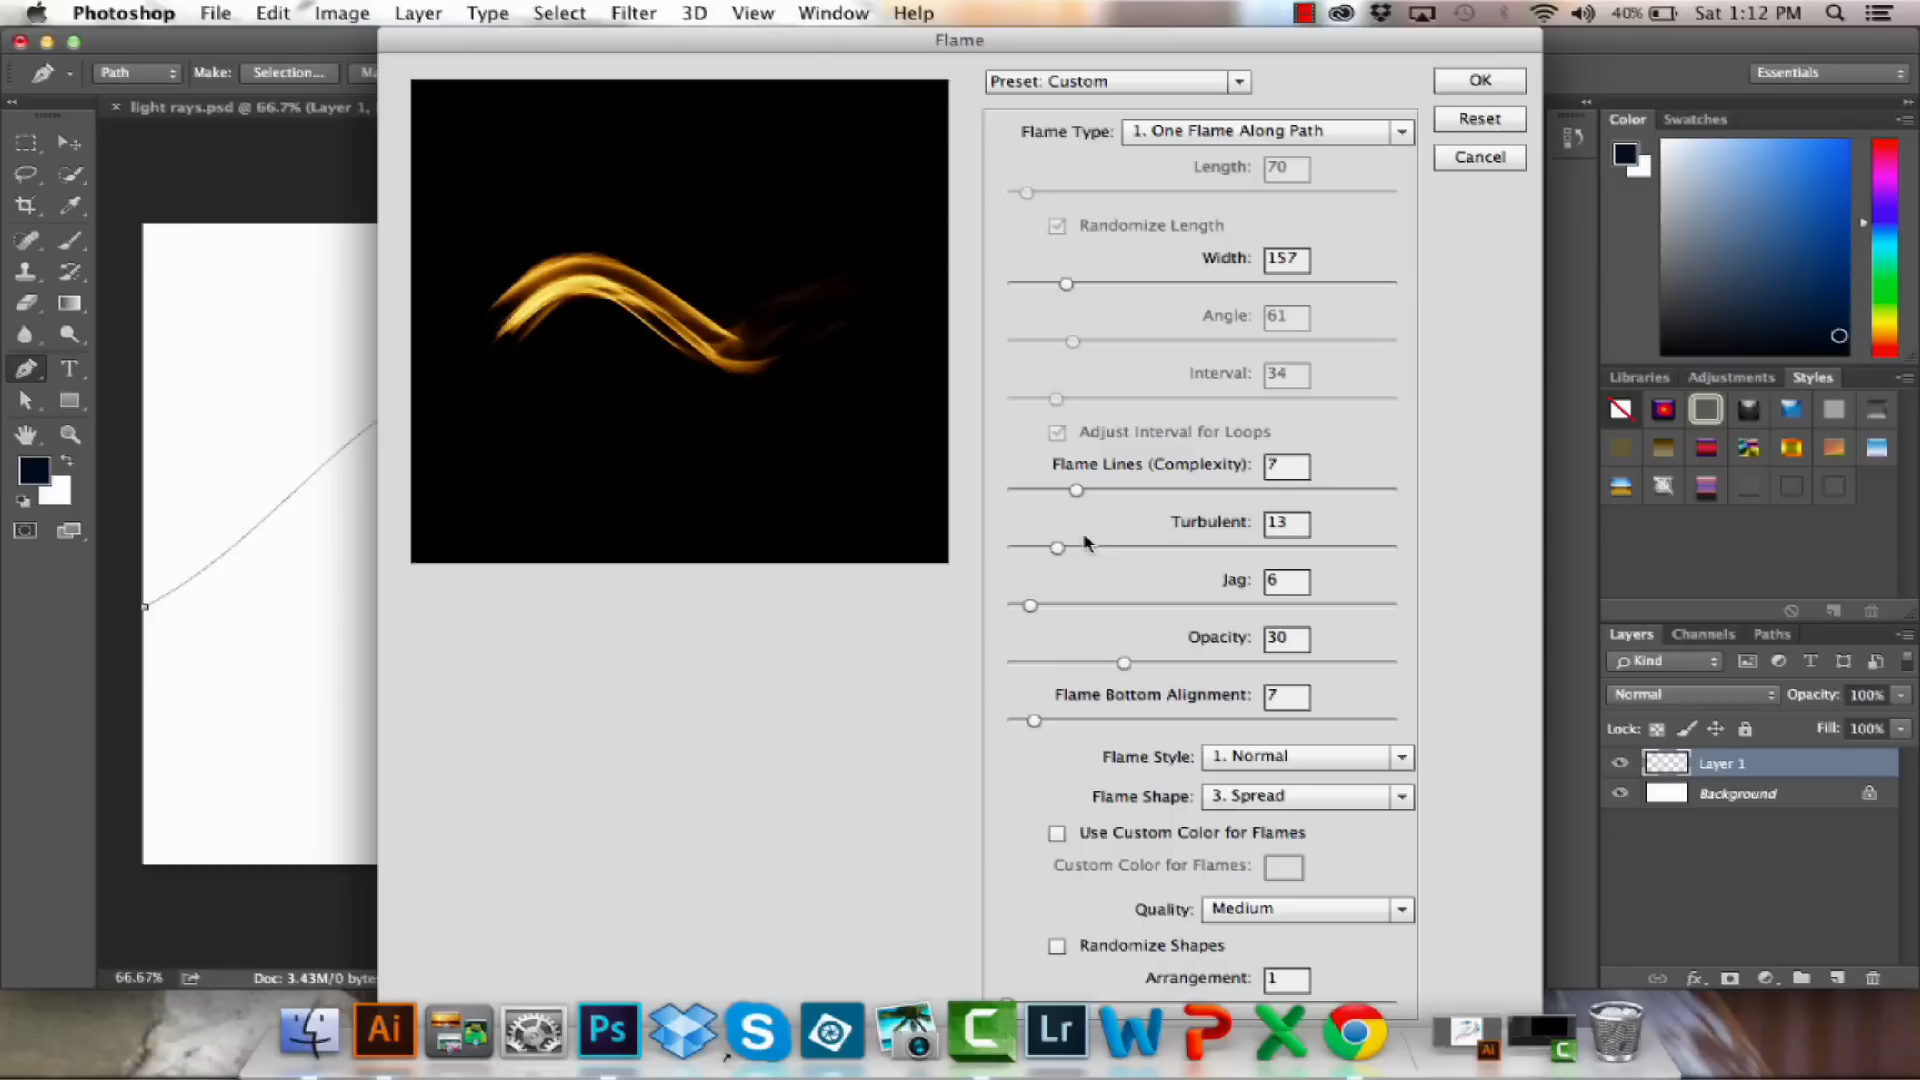 Photoshop File Edit Image Layer Type Select Filter 3D View Window Help 40% Sat 1:12 PM
Flame
Path Make: Selection... Essentials
light rays.psd @ 66.7% (Layer 1,
Preset: Custom
OK
Flame Type: 1. One Flame Along Path
Reset
Length: 70
Cancel
Randomize Length
Width: 157
Angle: 61
Interval: 34
Adjust Interval for Loops
Flame Lines (Complexity): 7
Turbulent: 13
Jag: 6
Opacity: 30
Flame Bottom Alignment: 7
Flame Style: 1. Normal
Flame Shape: 3. Spread
Use Custom Color for Flames
Custom Color for Flames:
Quality: Medium
Randomize Shapes
Arrangement: 1
Color Swatches
Libraries Adjustments Styles
Layers Channels Paths
Kind
Normal Opacity: 100%
Lock: Fill: 100%
Layer 1
Background
T
66.67% Doc: 3.43M/0 byte
fx
Ai Ps S C Lr W P X
Ai C